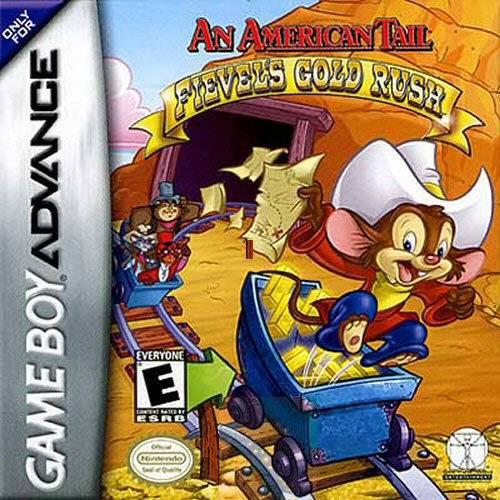 ONLY
FOR
GAME BOY ADVANCE
AN AMERICAN TAIL
FIEVEL'S GOLD RUSH
EVERYONE
E
CONTENT RATED BY
ESRB
Official
Nintendo
Seal of Quality
ENTERTAINMENT